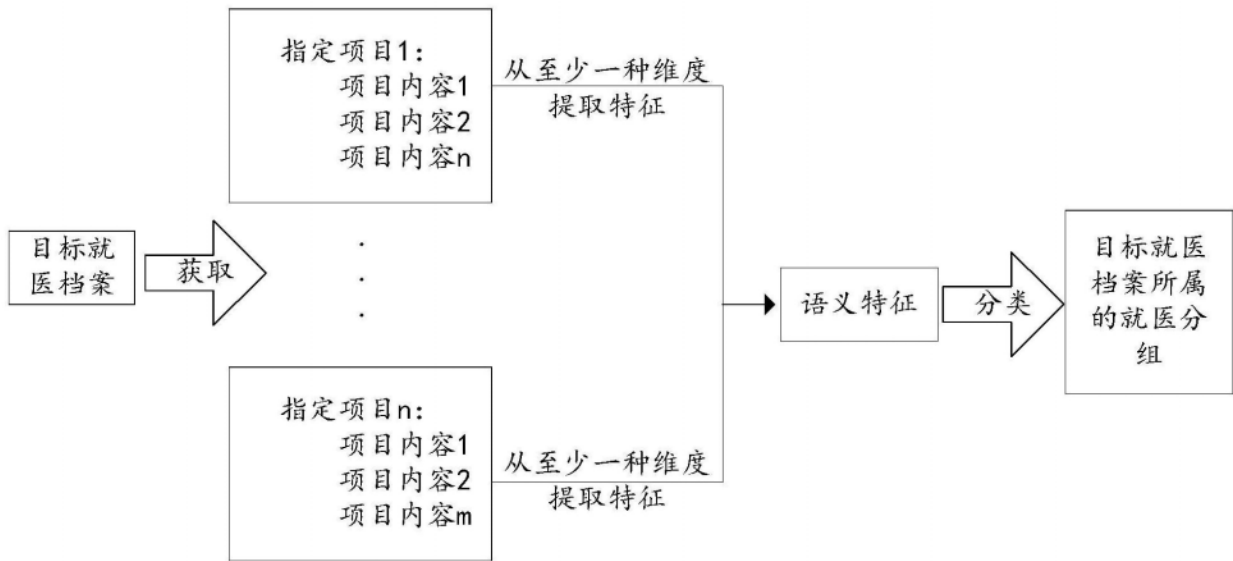 指定项目1:
项目内容1
项目内容2
项目内容n
从至少一种维度
提取特征
目标就
医档案
获取
语义特征
分类
目标就医
档案所属
的就医分
组
指定项目n:
项目内容1
项目内容2
项目内容m
从至少一种维度
提取特征